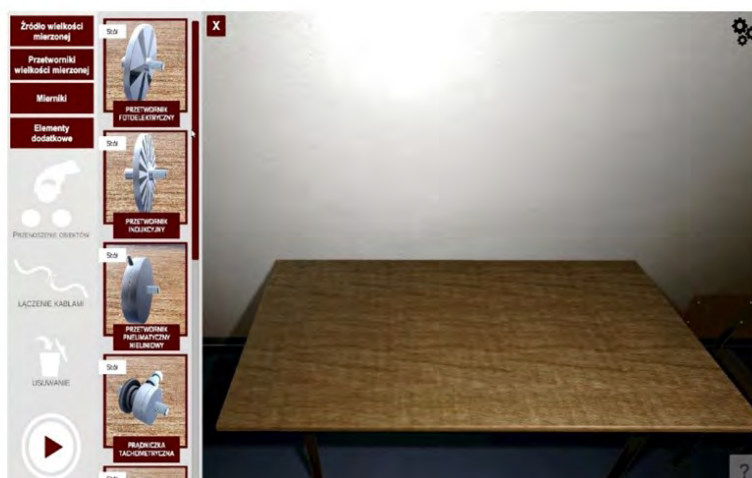 Źródło wielkości
mierzonej
Przetworniki
wielkości mierzonej
Mierniki
Elementy
dodatkowe
PRZENOSZENIE OBIEKTÓW
ŁĄCZENIE KABLAMI
USUWANIE
Stół
PRZETWORNIK
FOTOELEKTRYCZNY
Stół
PRZETWORNIK
INDUKCYJNY
Stół
PRZETWORNIK
PNEUMATYCZNY
NIELINIOWY
Stół
PRĄDNICZKA
TACHOMETRYCZNA
Stół
X
?